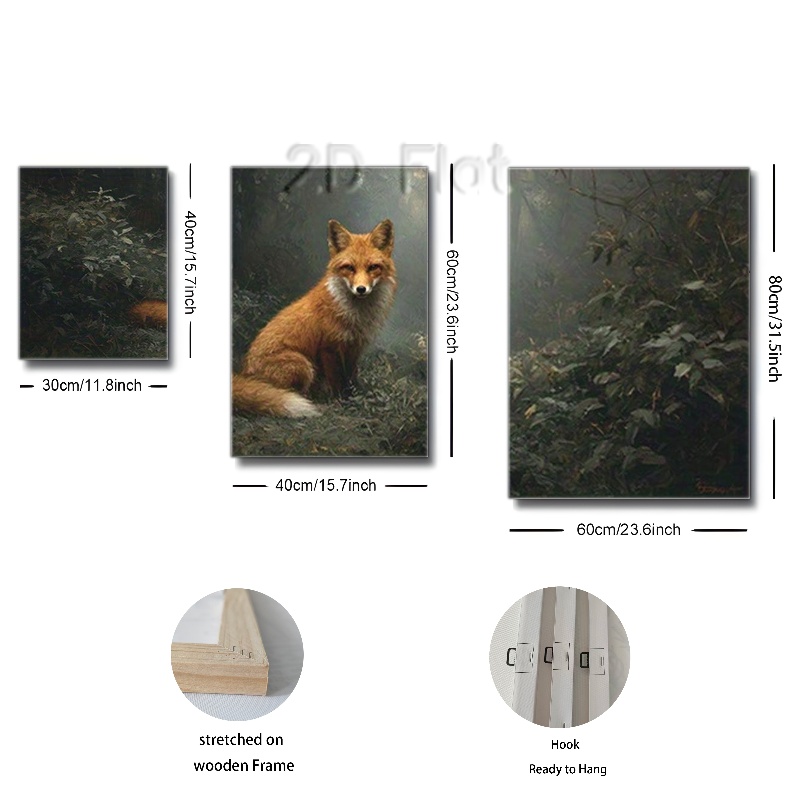 2D Flat
40cm/15.7inch
30cm/11.8inch
60cm/23.6inch
40cm/15.7inch
80cm/31.5inch
60cm/23.6inch
stretched on
wooden Frame
Hook
Ready to Hang